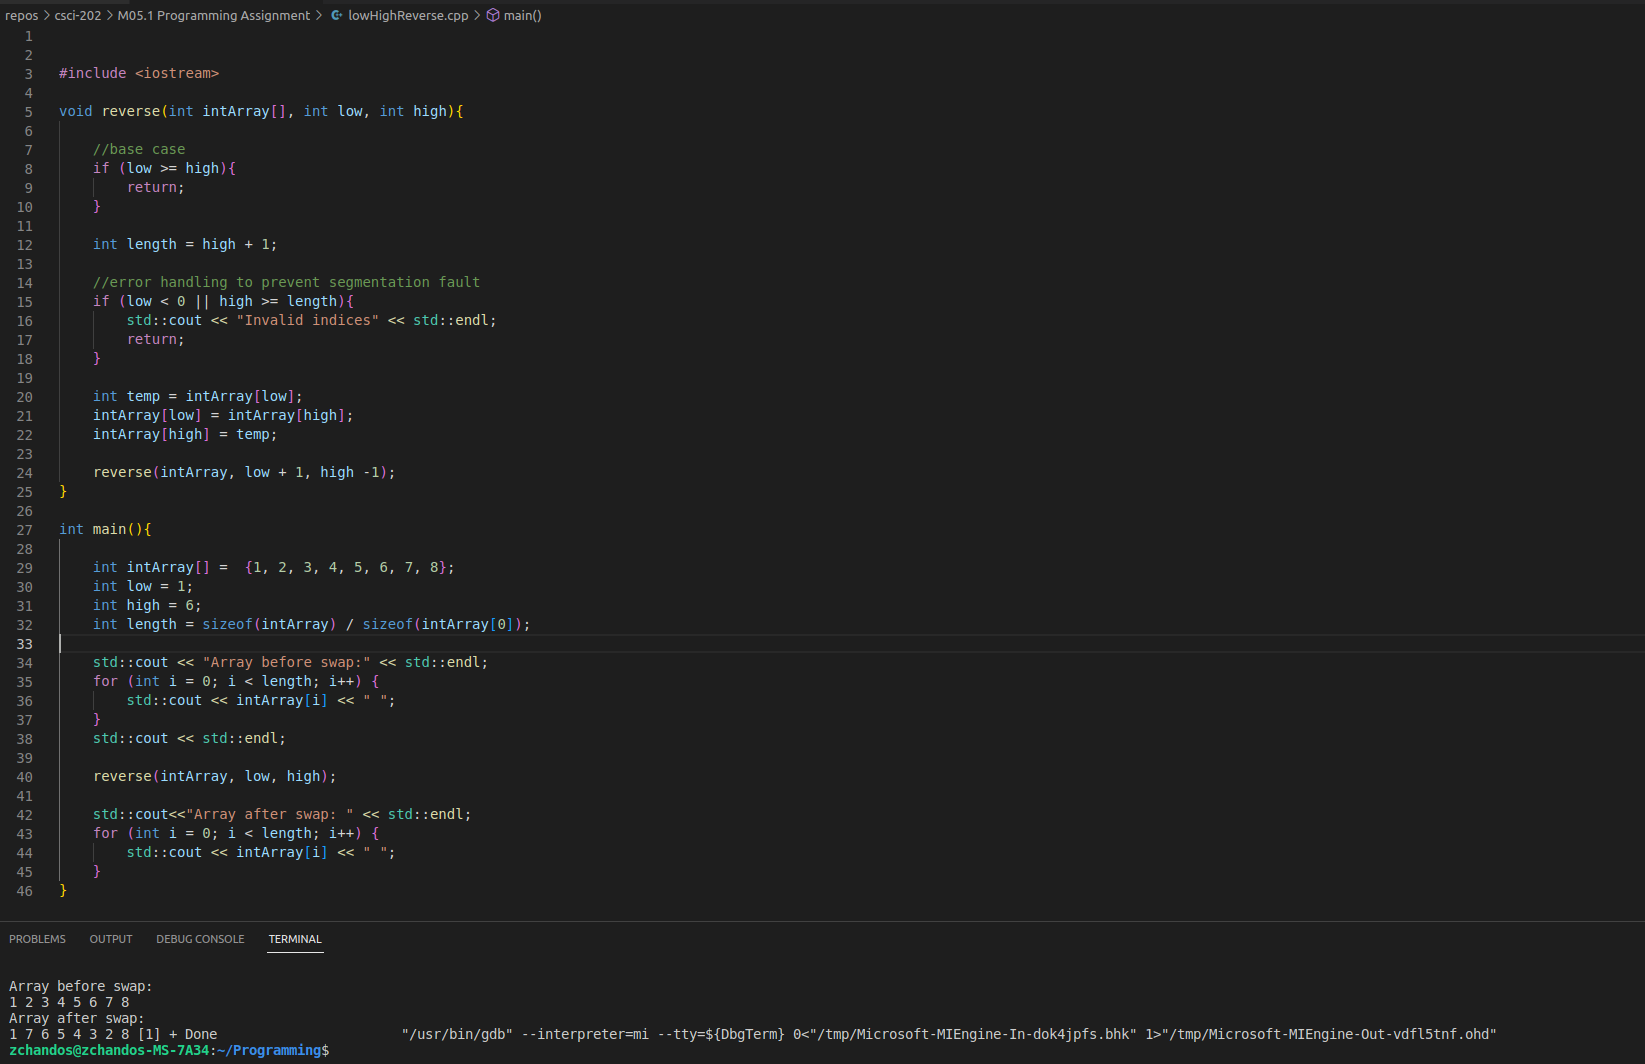 repos > csci-202 > M05.1 Programming Assignment > lowHighReverse.cpp > main()
1
2
3 #include <iostream>
4
5 void reverse(int intArray[], int low, int high){
6
7     //base case
8     if (low >= high){
9         return;
10     }
11
12     int length = high + 1;
13
14     //error handling to prevent segmentation fault
15     if (low < 0 || high >= length){
16         std::cout << "Invalid indices" << std::endl;
17         return;
18     }
19
20     int temp = intArray[low];
21     intArray[low] = intArray[high];
22     intArray[high] = temp;
23
24     reverse(intArray, low + 1, high -1);
25 }
26
27 int main(){
28
29     int intArray[] =  {1, 2, 3, 4, 5, 6, 7, 8};
30     int low = 1;
31     int high = 6;
32     int length = sizeof(intArray) / sizeof(intArray[0]);
33
34     std::cout << "Array before swap:" << std::endl;
35     for (int i = 0; i < length; i++) {
36         std::cout << intArray[i] << " ";
37     }
38     std::cout << std::endl;
39
40     reverse(intArray, low, high);
41
42     std::cout<<"Array after swap: " << std::endl;
43     for (int i = 0; i < length; i++) {
44         std::cout << intArray[i] << " ";
45     }
46 }
PROBLEMS OUTPUT DEBUG CONSOLE TERMINAL
Array before swap:
1 2 3 4 5 6 7 8
Array after swap:
1 7 6 5 4 3 2 8 [1] + Done                       "/usr/bin/gdb" --interpreter=mi --tty=${DbgTerm} 0<"/tmp/Microsoft-MIEngine-In-dok4jpfs.bhk" 1>"/tmp/Microsoft-MIEngine-Out-vdfl5tnf.ohd"
zchandos@zchandos-MS-7A34:~/Programming$